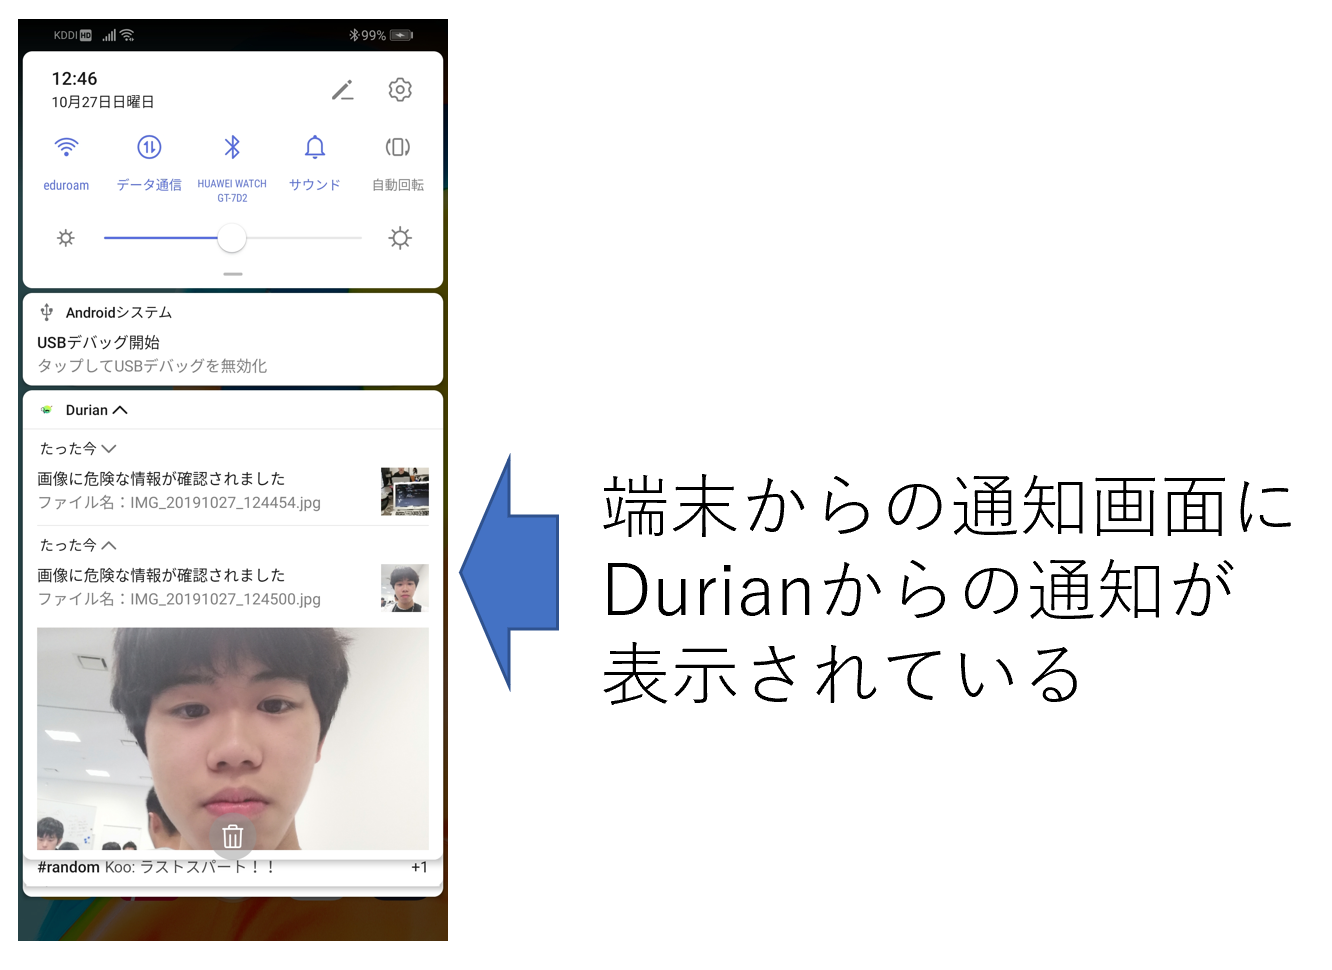 KDDI HD 99%
12:46
10月27日日曜日
eduroam データ通信 HUAWEI WATCH GT-7D2 サウンド 自動回転
Androidシステム
USBデバッグ開始
タップしてUSBデバッグを無効化
Durian
たった今
画像に危険な情報が確認されました
ファイル名：IMG_20191027_124454.jpg
たった今
画像に危険な情報が確認されました
ファイル名：IMG_20191027_124500.jpg
#random Koo: ラストスパート！！ +1
端末からの通知画面に
Durianからの通知が
表示されている